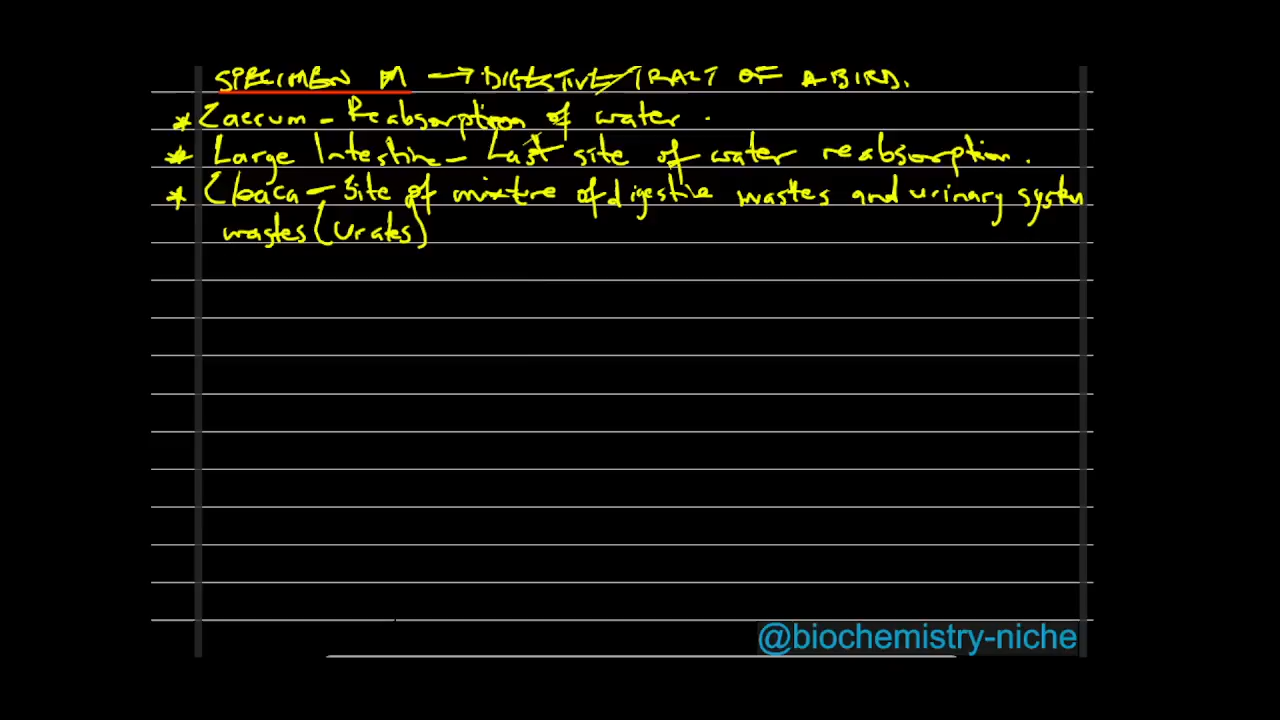 SPECIMEN M → DIGESTIVE TRACT OF A BIRD.
* Caecum - Reabsorption of water.
* Large Intestine - Last site of water reabsorption.
* Cloaca - Site of mixture of digestive wastes and urinary system
wastes (Urates)
@biochemistry-niche